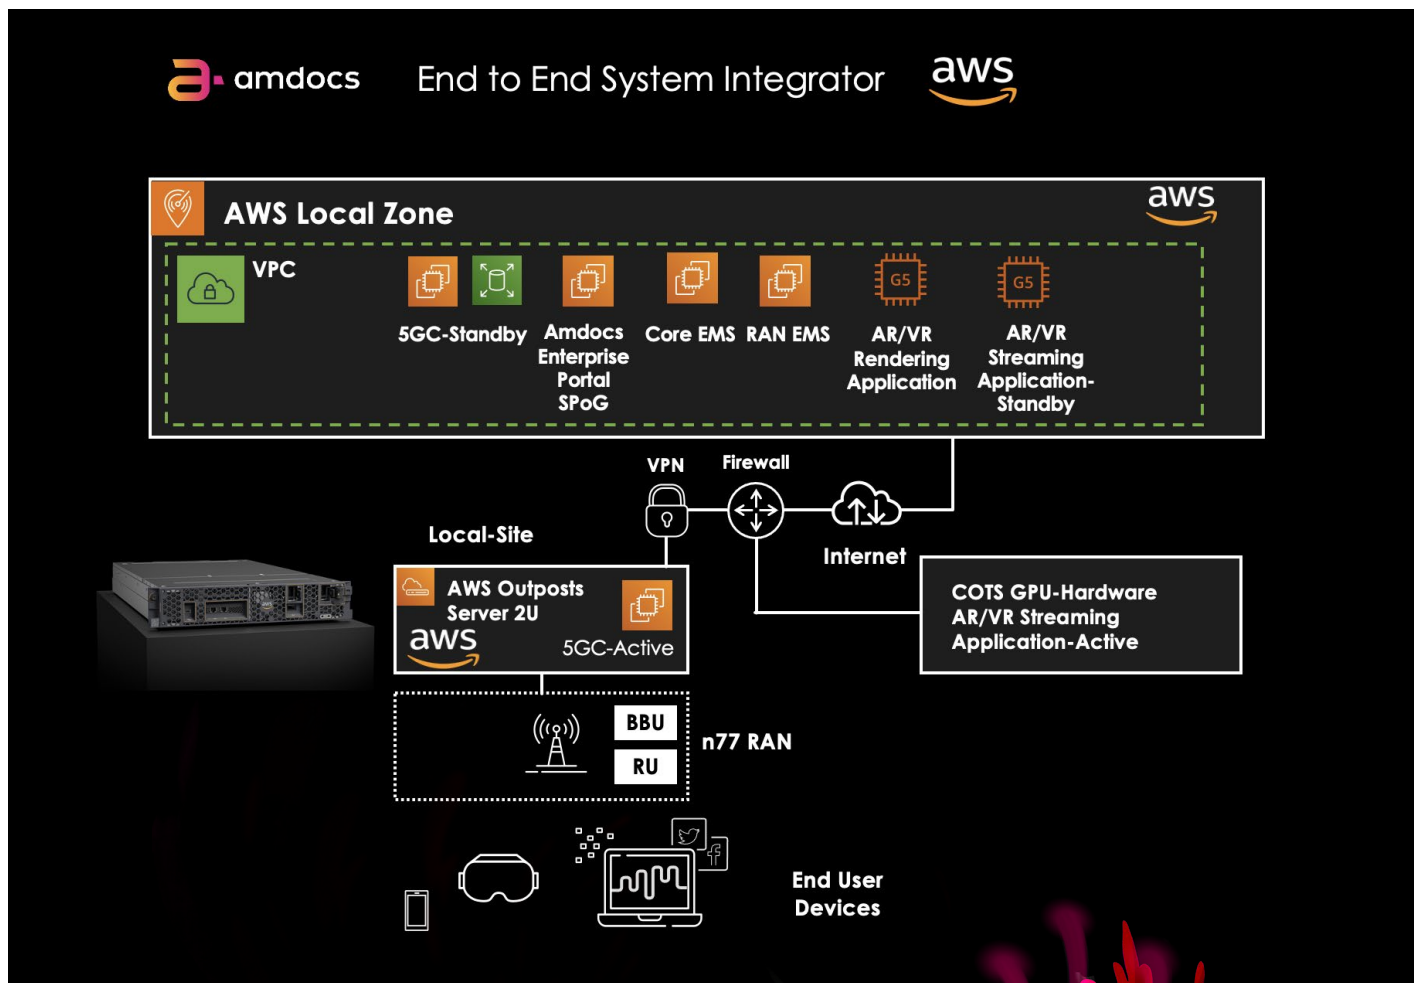 amdocs End to End System Integrator aws
AWS Local Zone
aws
VPC
5GC-Standby
Amdocs
Enterprise
Portal
SPoG
Core EMS
RAN EMS
G5
AR/VR
Rendering
Application
G5
AR/VR
Streaming
Application-
Standby
VPN
Firewall
Internet
Local-Site
AWS Outposts
Server 2U
aws
5GC-Active
COTS GPU-Hardware
AR/VR Streaming
Application-Active
BBU
RU
n77 RAN
End User
Devices